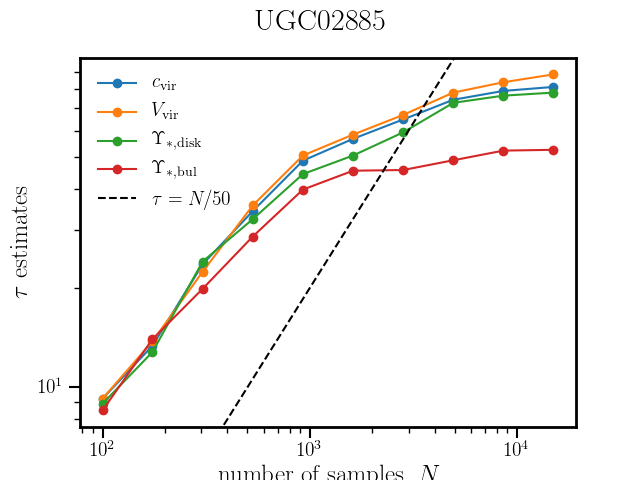 UGC02885
c_vir
V_vir
Υ_{*,disk}
Υ_{*,bul}
τ = N/50
τ estimates
10^1
10^2
10^3
10^4
number of samples, N